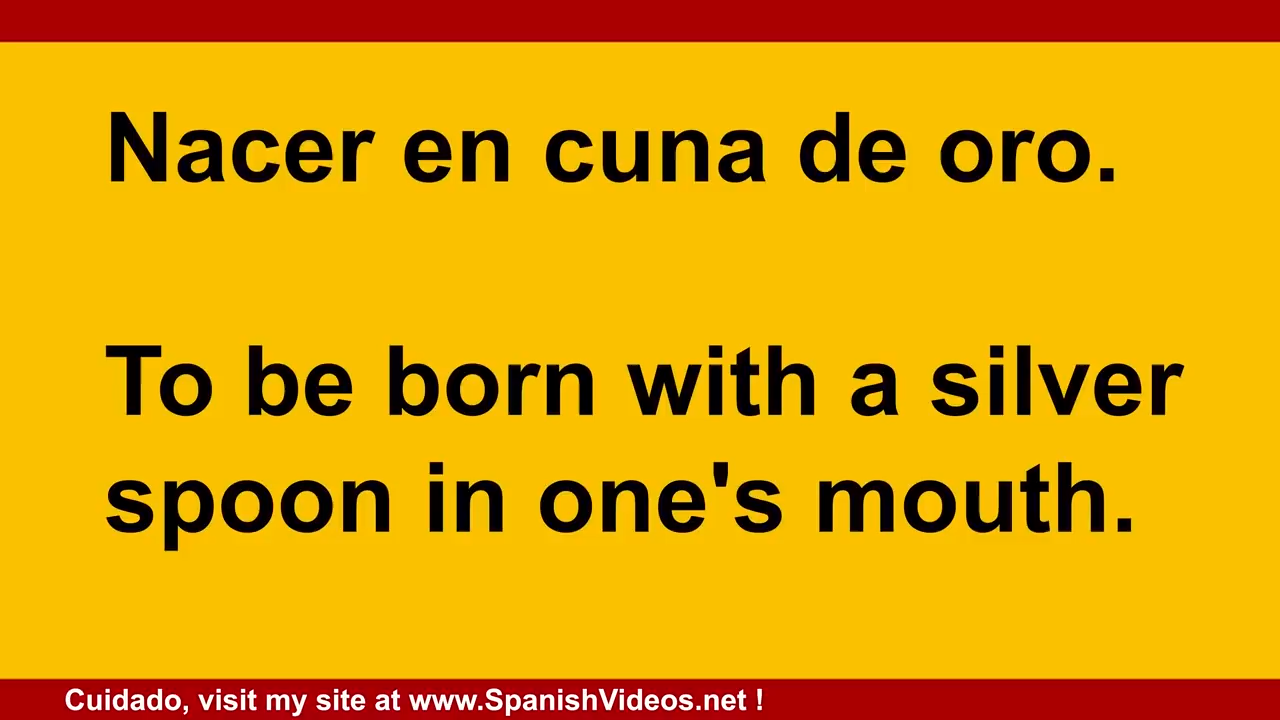 Nacer en cuna de oro.
To be born with a silver
spoon in one's mouth.
Cuidado, visit my site at www.SpanishVideos.net !